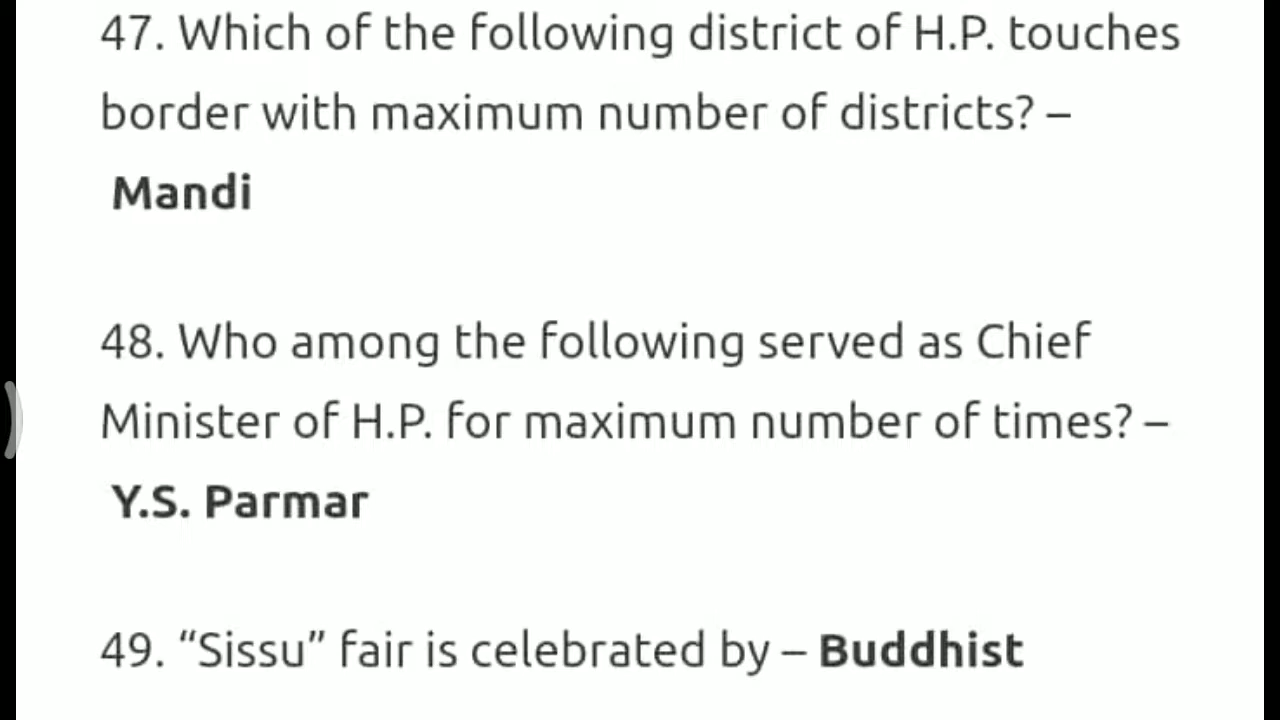 47. Which of the following district of H.P. touches
border with maximum number of districts? –
Mandi
48. Who among the following served as Chief
Minister of H.P. for maximum number of times? –
Y.S. Parmar
49. “Sissu” fair is celebrated by – Buddhist